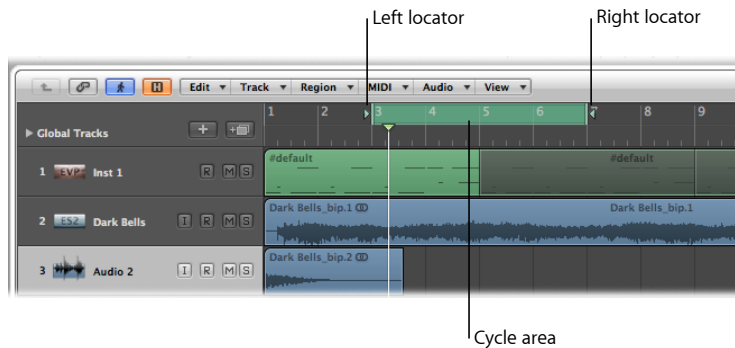 Left locator
Right locator
H Edit Track Region MIDI Audio View
1 2 3 4 5 6 7 8 9
Global Tracks
1 EVP Inst 1 R M S #default #default
2 ES2 Dark Bells I R M S Dark Bells_bip.1 Dark Bells_bip.1
3 Audio 2 I R M S Dark Bells_bip.2
Cycle area